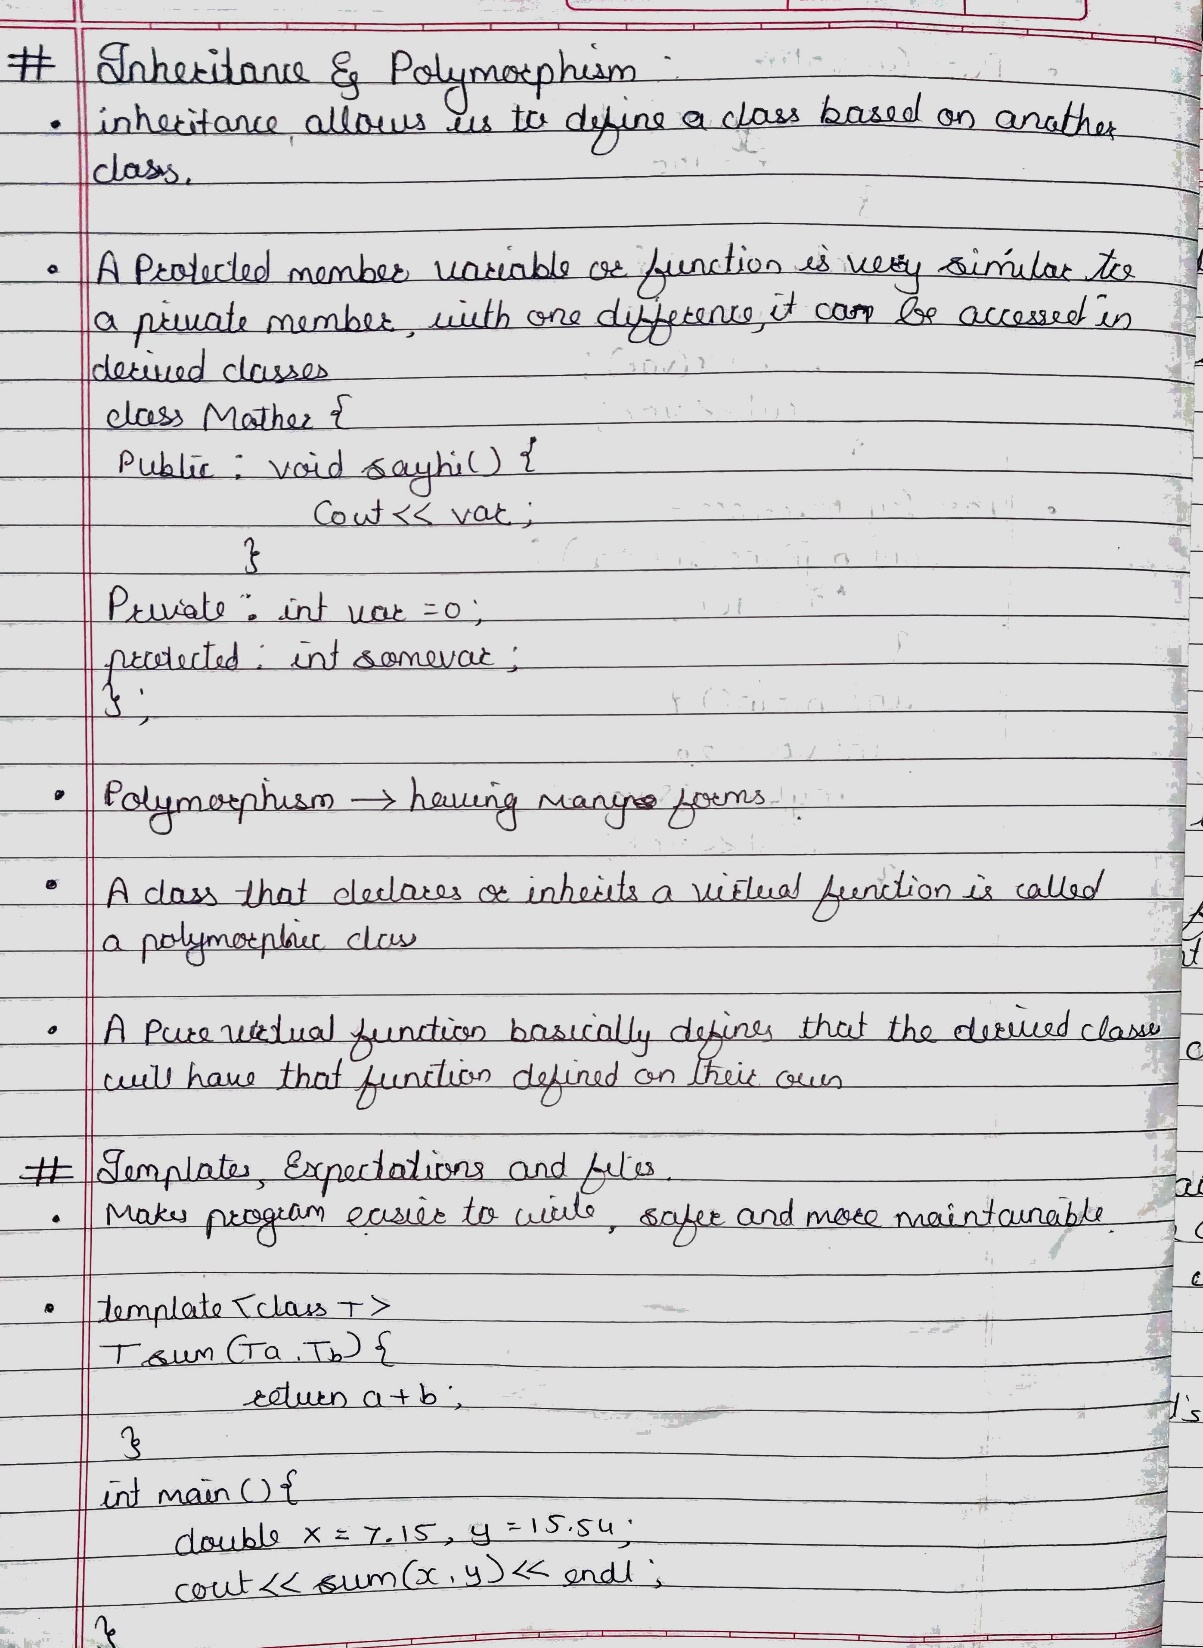 # Inheritance & Polymorphism
• inheritance, allows us to define a class based on another
class.
• A Protected member variable or function is very similar to
a private member, with one difference, it can be accessed in
derived classes
class Mother {
Public : void sayhi() {
Cout << var ;
}
Private : int var = 0 ;
protected : int somevar ;
} ;
• Polymorphism → having many forms.
• A class that declares or inherits a virtual function is called
a polymorphic class
• A Pure virtual function basically defines that the derived classe
will have that function defined on their own
# Templates, Expectations and files.
• Makes program easier to write, safer and more maintainable.
• template <class T>
T sum (Ta, Tb) {
return a + b ;
}
int main () {
double x = 7.15, y = 15.54 ;
cout << sum(x, y) << endl ;
}